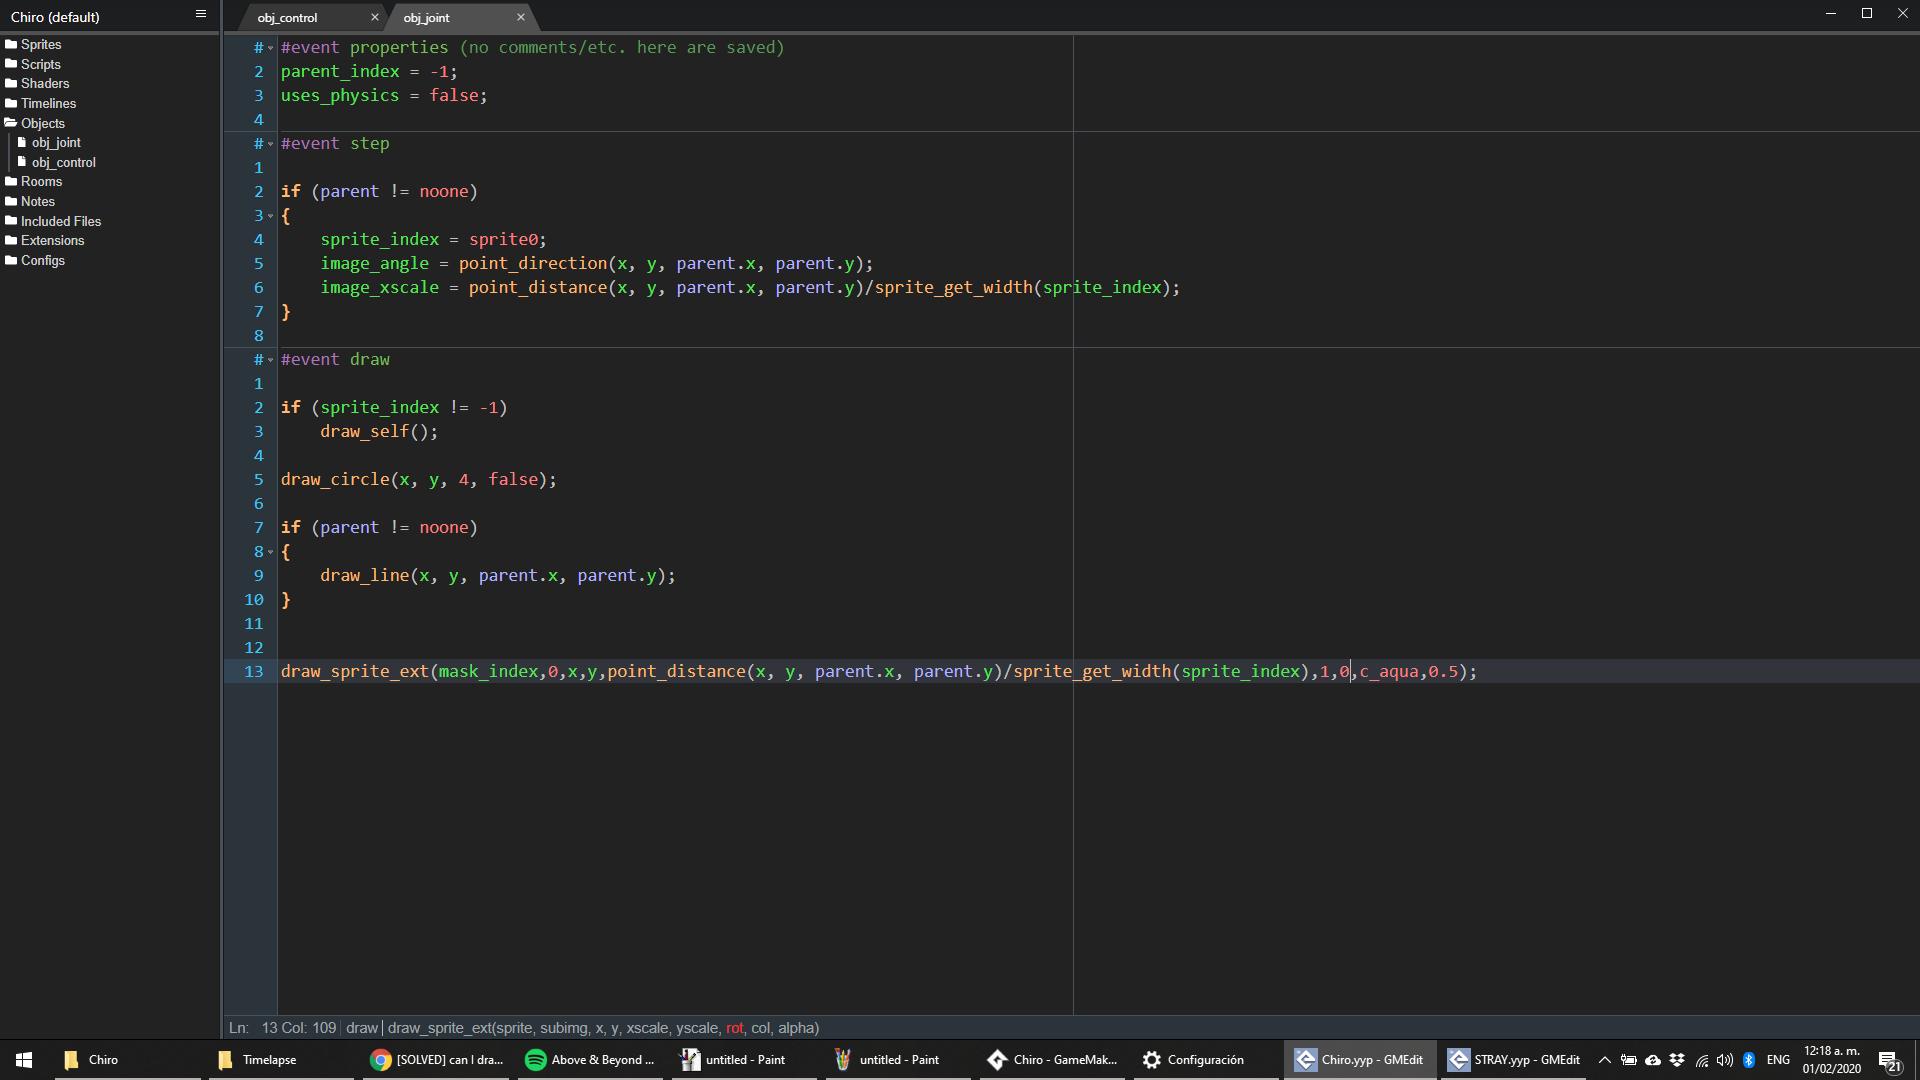 Chiro (default)
obj_control
obj_joint
Sprites
Scripts
Shaders
Timelines
Objects
obj_joint
obj_control
Rooms
Notes
Included Files
Extensions
Configs
# #event properties (no comments/etc. here are saved)
2 parent_index = -1;
3 uses_physics = false;
4
# #event step
1
2 if (parent != noone)
3 {
4 sprite_index = sprite0;
5 image_angle = point_direction(x, y, parent.x, parent.y);
6 image_xscale = point_distance(x, y, parent.x, parent.y)/sprite_get_width(sprite_index);
7 }
8
# #event draw
1
2 if (sprite_index != -1)
3 draw_self();
4
5 draw_circle(x, y, 4, false);
6
7 if (parent != noone)
8 {
9 draw_line(x, y, parent.x, parent.y);
10 }
11
12
13 draw_sprite_ext(mask_index,0,x,y,point_distance(x, y, parent.x, parent.y)/sprite_get_width(sprite_index),1,0,c_aqua,0.5);
Ln: 13 Col: 109 draw draw_sprite_ext(sprite, subimg, x, y, xscale, yscale, rot, col, alpha)
Chiro
Timelapse
[SOLVED] can I dra...
Above & Beyond ...
untitled - Paint
untitled - Paint
Chiro - GameMak...
Configuración
Chiro.yyp - GMEdit
STRAY.yyp - GMEdit
ENG
12:18 a. m.
01/02/2020
21